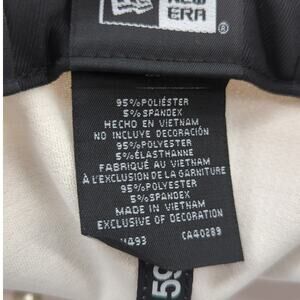 NEW
ERA®
95%POLIÉSTER
5%SPANDEX
HECHO EN VIETNAM
NO INCLUYE DECORACIÓN
95%POLYESTER
5%ÉLASTHANNE
FABRIQUÉ AU VIETNAM
À L'EXCLUSION DE LA GARNITURE
95%POLYESTER
5%SPANDEX
MADE IN VIETNAM
EXCLUSIVE OF DECORATION
CA40289
59